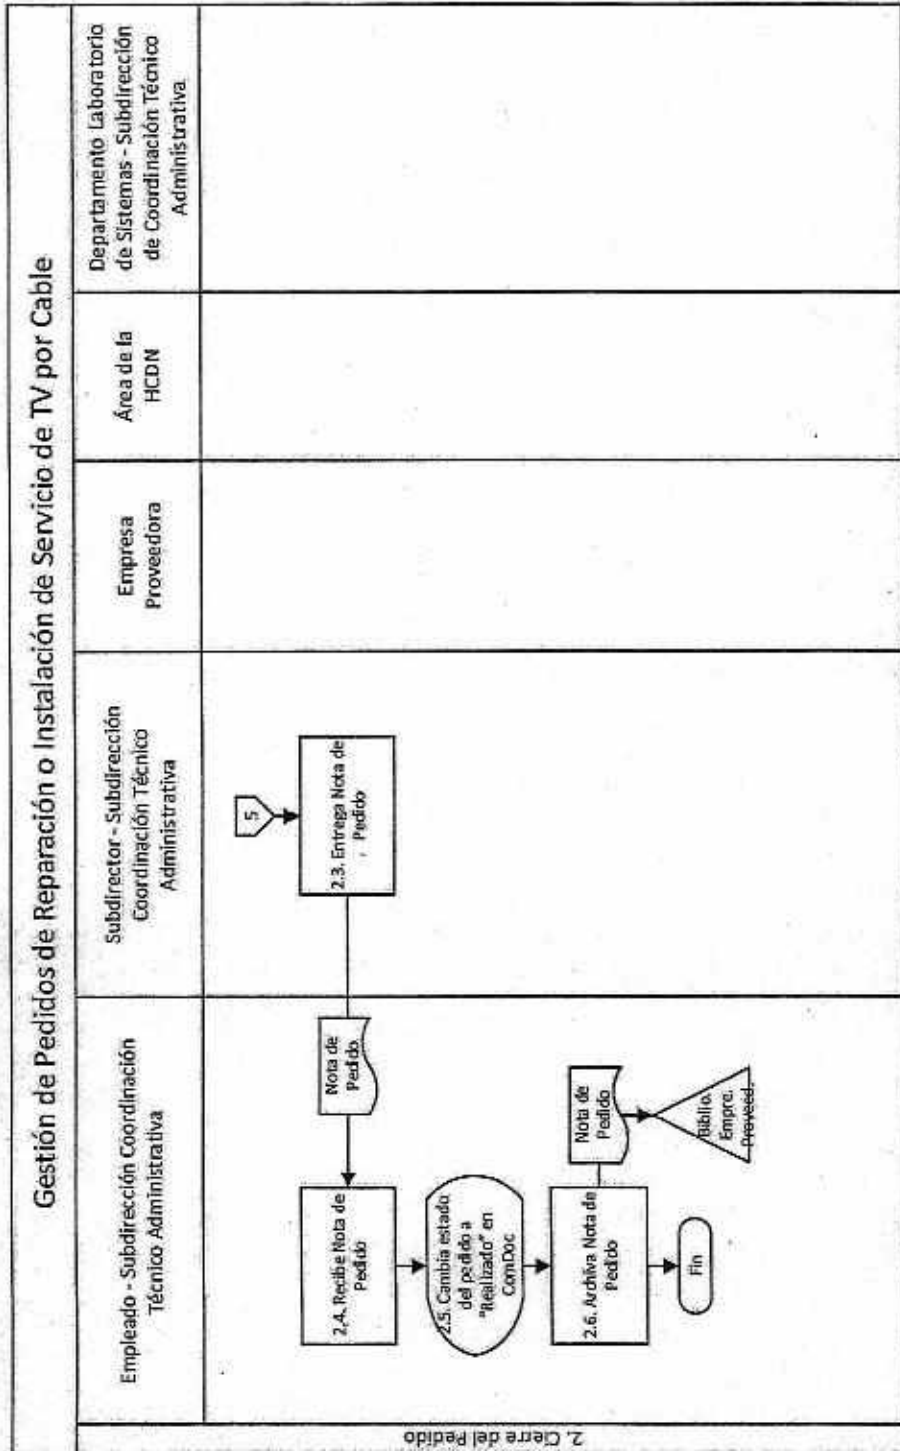 Gestión de Pedidos de Reparación o Instalación de Servicio de TV por Cable
Empleado - Subdirección Coordinación
Técnico Administrativa
Subdirector - Subdirección
Coordinación Técnico
Administrativa
Empresa
Proveedora
Área de la
HCDN
Departamento Laboratorio
de Sistemas - Subdirección
de Coordinación Técnico
Administrativa
2. Cierre del Pedido
5
2.3. Entrega Nota de
Pedido
Nota de
Pedido
2.4. Recibe Nota de
Pedido
2.5. Cambia estado
del pedido a
"Realizado" en
ComDoc
2.6. Archiva Nota de
Pedido
Nota de
Pedido
Biblio.
Empre.
Proveed.
Fin